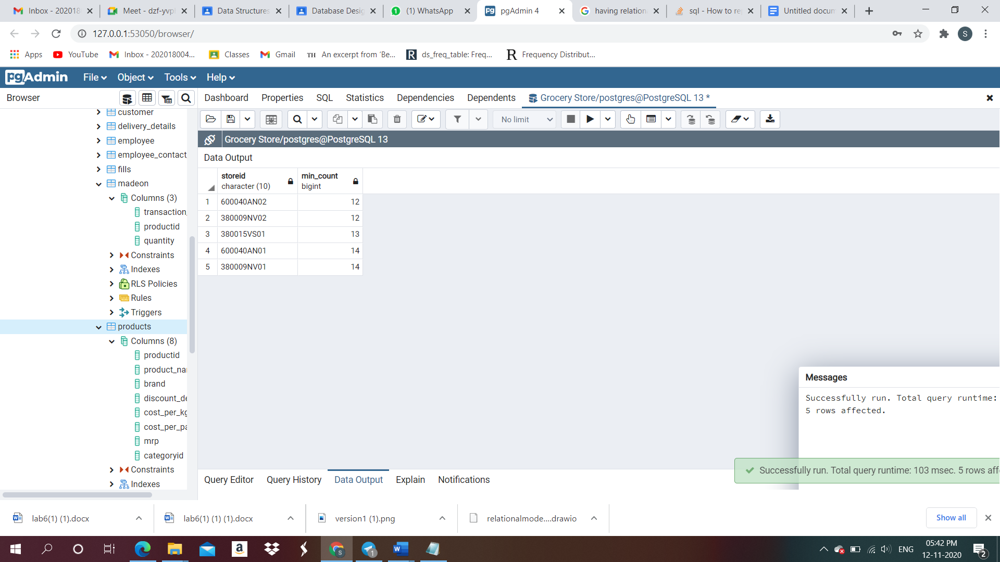 Inbox - 202018
Meet - dzf-yvp
Data Structures
Database Desig
(1) WhatsApp
pgAdmin 4
having relation
sql - How to re
Untitled docum
127.0.0.1:53050/browser/
S
Apps
YouTube
Inbox - 202018004...
Classes
Gmail
TH An excerpt from 'Be...
R ds_freq_table: Freq...
R Frequency Distribut...
pgAdmin
File
Object
Tools
Help
Browser
Dashboard
Properties
SQL
Statistics
Dependencies
Dependents
Grocery Store/postgres@PostgreSQL 13 *
No limit
Grocery Store/postgres@PostgreSQL 13
Data Output
customer
delivery_details
employee
employee_contact
fills
madeon
Columns (3)
transaction_
productid
quantity
Constraints
Indexes
RLS Policies
Rules
Triggers
products
Columns (8)
productid
product_na
brand
discount_de
cost_per_kg
cost_per_pa
mrp
categoryid
Constraints
Indexes
storeid
character (10)
min_count
bigint
1 600040AN02 12
2 380009NV02 12
3 380015VS01 13
4 600040AN01 14
5 380009NV01 14
Messages
Successfully run. Total query runtime:
5 rows affected.
Successfully run. Total query runtime: 103 msec. 5 rows aff
Query Editor
Query History
Data Output
Explain
Notifications
lab6(1) (1).docx
lab6(1) (1) (1).docx
version1 (1).png
relationalmode....drawio
Show all
ENG
05:42 PM
12-11-2020
2